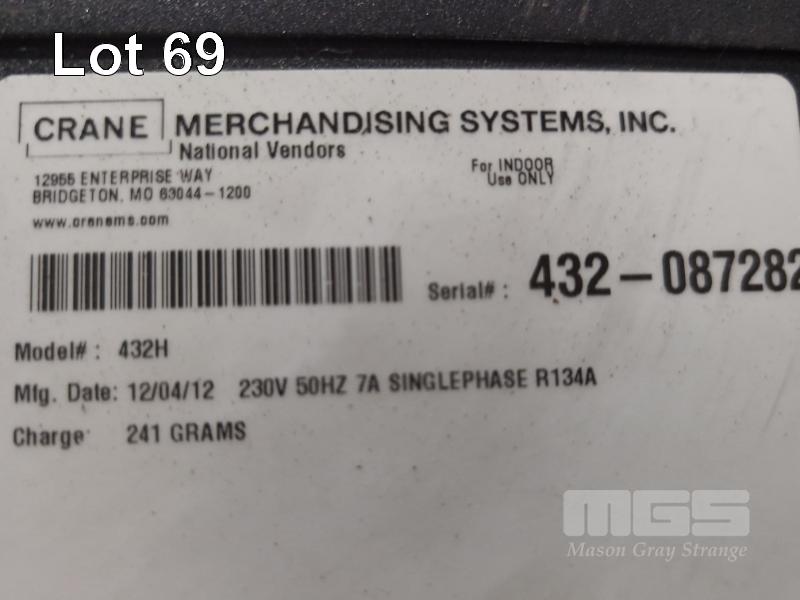 Lot 69
CRANE MERCHANDISING SYSTEMS, INC.
National Vendors
12955 ENTERPRISE WAY
BRIDGETON, MO 63044-1200
www.cranems.com
For INDOOR
Use ONLY
Serial# : 432-087282
Model# : 432H
Mfg. Date: 12/04/12 230V 50HZ 7A SINGLEPHASE R134A
Charge 241 GRAMS
MGS
Mason Gray Strange